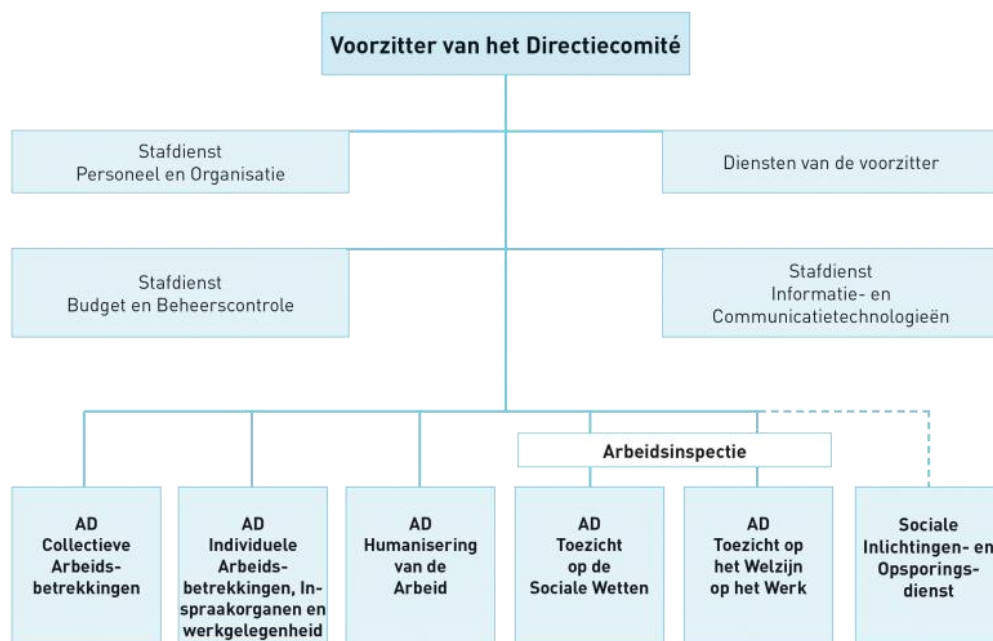 Voorzitter van het Directiecomité
Stafdienst
Personeel en Organisatie
Diensten van de voorzitter
Stafdienst
Budget en Beheerscontrole
Stafdienst
Informatie- en
Communicatietechnologieën
Arbeidsinspectie
AD
Collectieve
Arbeids-
betrekkingen
AD
Individuele
Arbeids-
betrekkingen, In-
spraakorganen en
werkgelegenheid
AD
Humanisering
van de
Arbeid
AD
Toezicht
op de
Sociale Wetten
AD
Toezicht op
het Welzijn
op het Werk
Sociale
Inlichtingen- en
Opsporings-
dienst